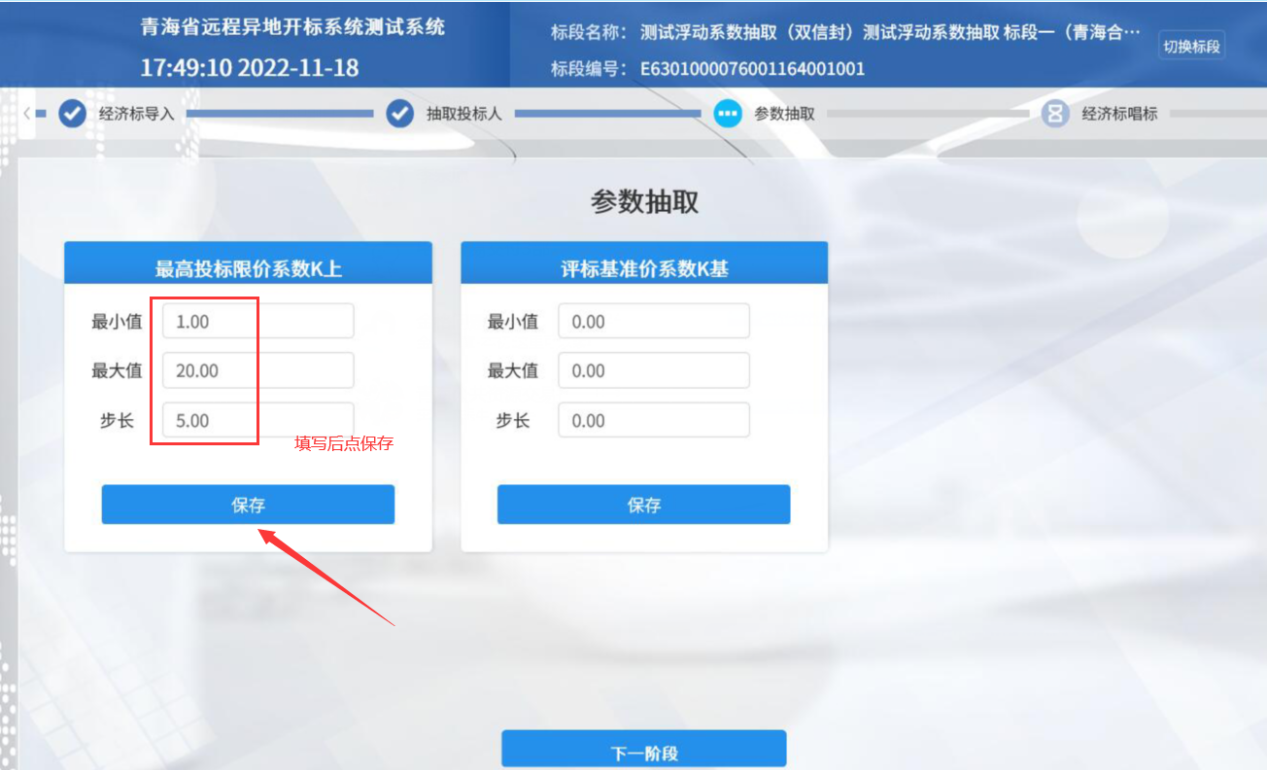 青海省远程异地开标系统测试系统
17:49:10 2022-11-18
标段名称： 测试浮动系数抽取（双信封）测试浮动系数抽取 标段一（青海合…
标段编号： E6301000076001164001001
切换标段
经济标导入
抽取投标人
参数抽取
经济标唱标
参数抽取
最高投标限价系数K上
最小值 1.00
最大值 20.00
步长 5.00
填写后点保存
保存
评标基准价系数K基
最小值 0.00
最大值 0.00
步长 0.00
保存
下一阶段